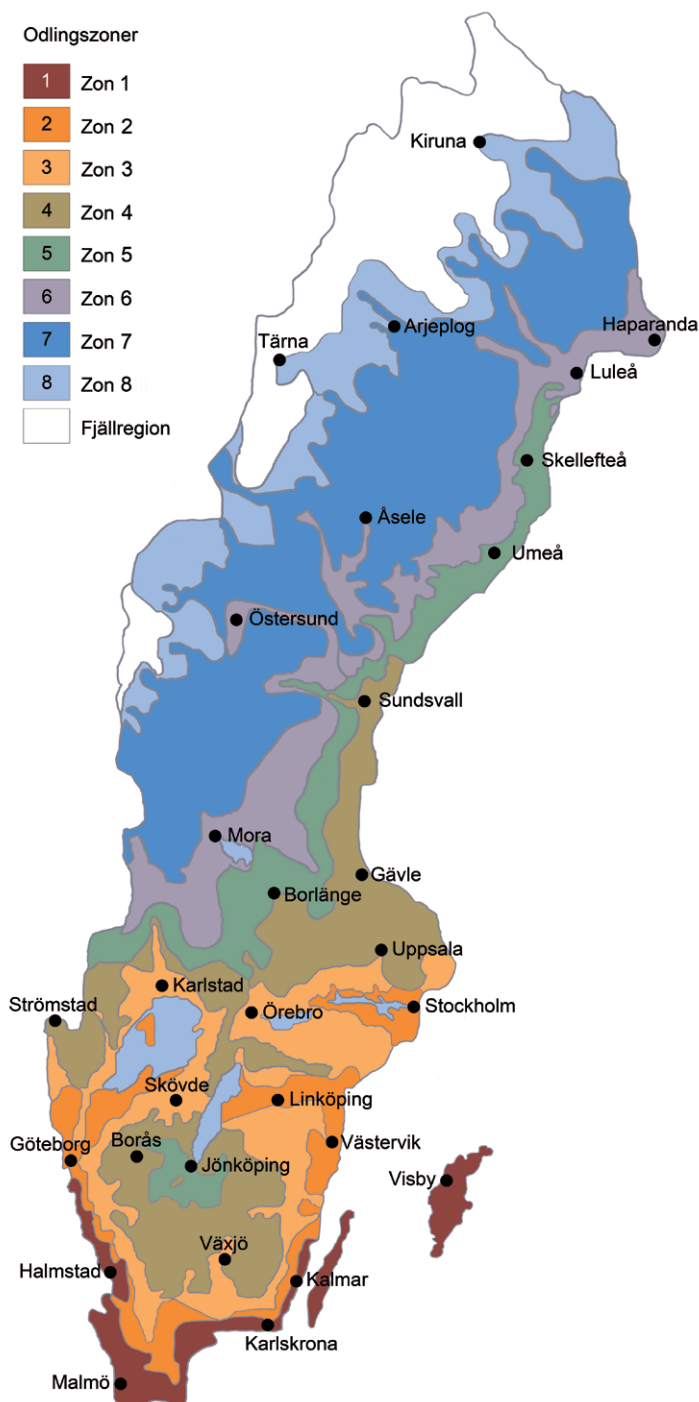 Odlingszoner
1 Zon 1
2 Zon 2
3 Zon 3
4 Zon 4
5 Zon 5
6 Zon 6
7 Zon 7
8 Zon 8
Fjällregion
Kiruna
Arjeplog
Haparanda
Tärna
Luleå
Skellefteå
Åsele
Umeå
Östersund
Sundsvall
Mora
Gävle
Borlänge
Uppsala
Karlstad
Strömstad
Örebro
Stockholm
Skövde
Linköping
Göteborg
Borås
Västervik
Jönköping
Visby
Växjö
Halmstad
Kalmar
Karlskrona
Malmö